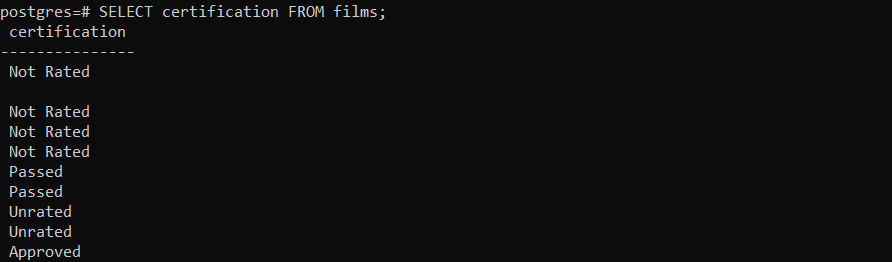 postgres=# SELECT certification FROM films;
certification
---------------
Not Rated
Not Rated
Not Rated
Not Rated
Passed
Passed
Unrated
Unrated
Approved